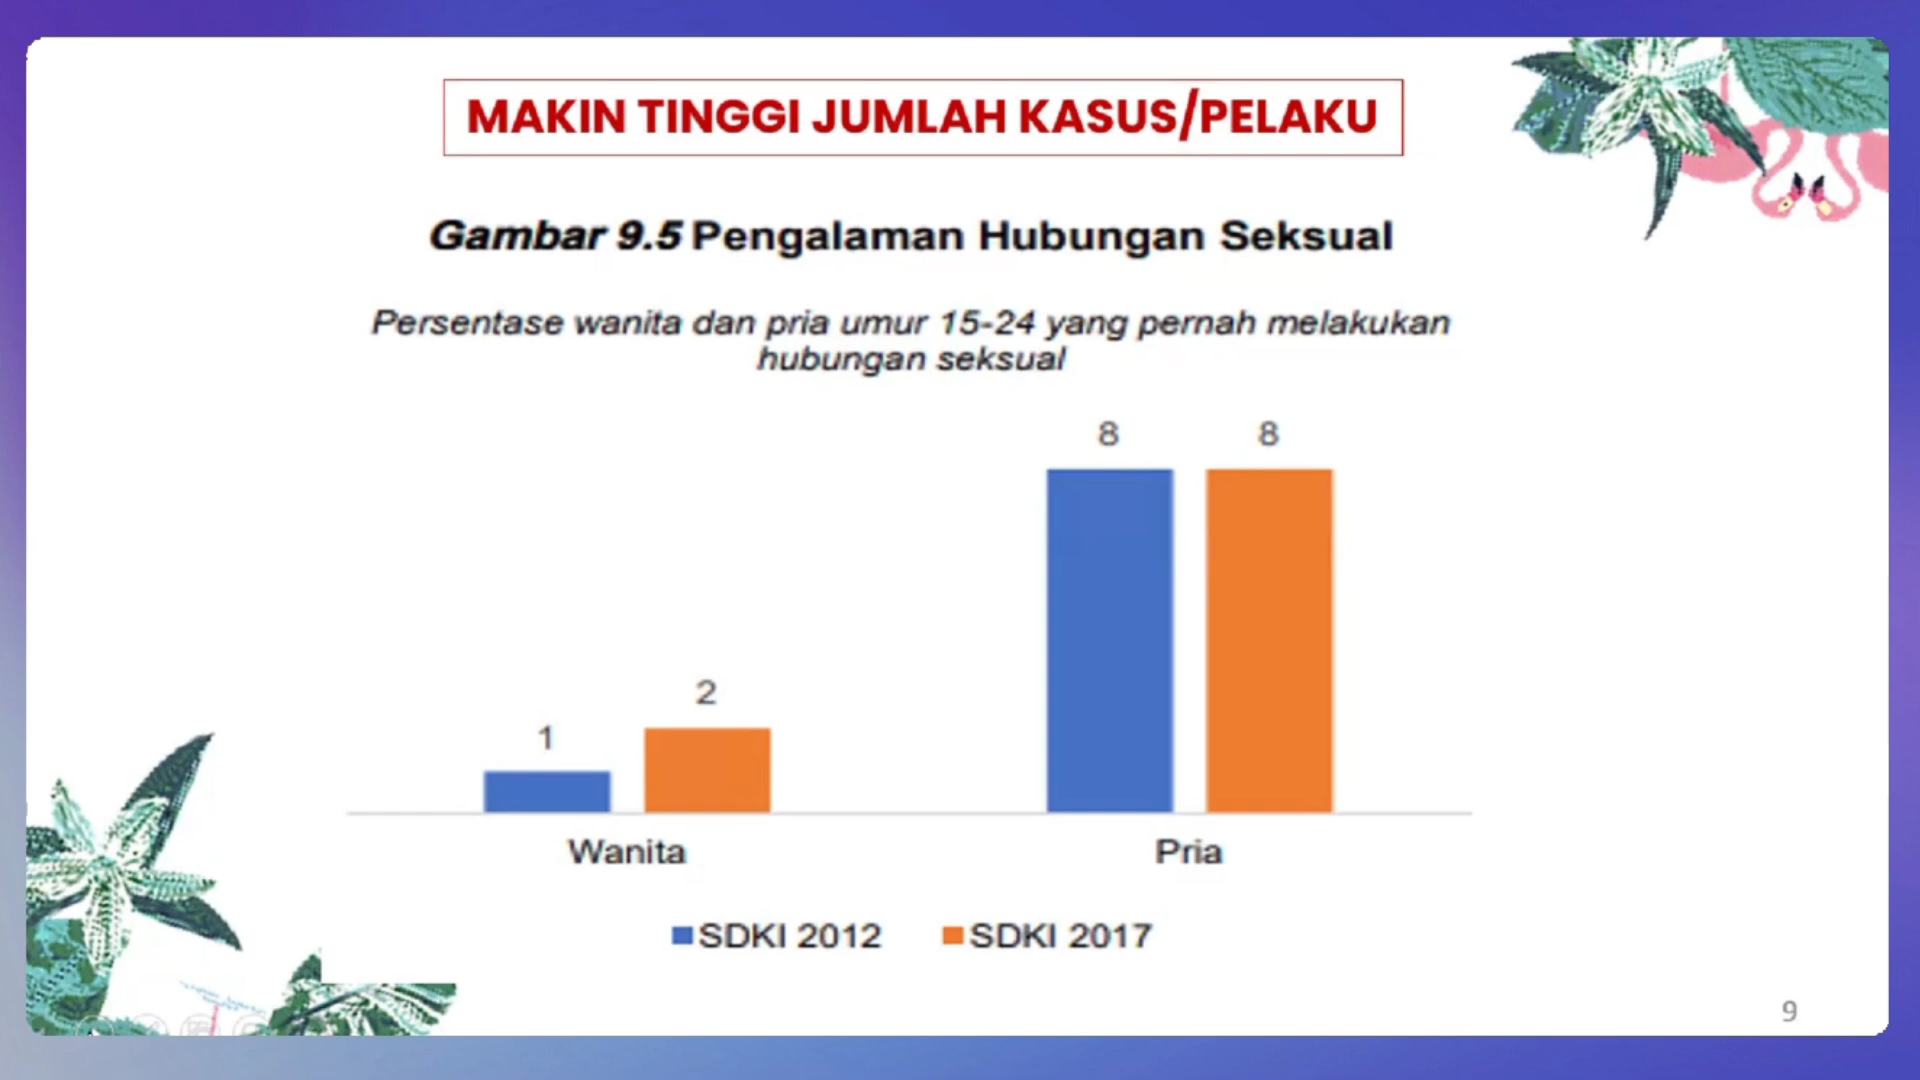 MAKIN TINGGI JUMLAH KASUS/PELAKU
Gambar 9.5 Pengalaman Hubungan Seksual
Persentase wanita dan pria umur 15-24 yang pernah melakukan
hubungan seksual
8 8
2
1
Wanita Pria
SDKI 2012 SDKI 2017
9